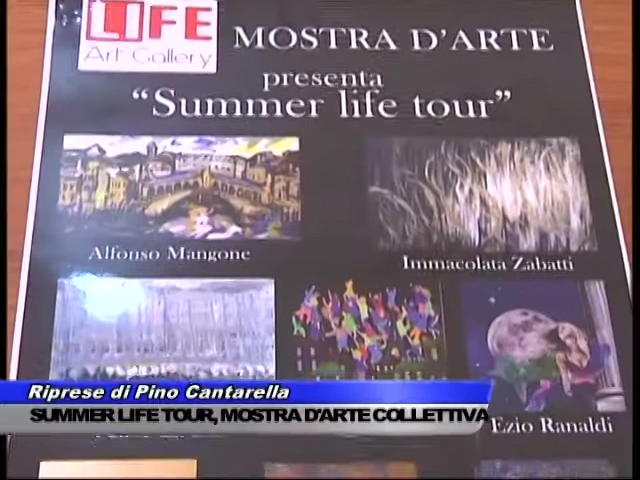 LIFE
Art Gallery
MOSTRA D'ARTE
presenta
"Summer life tour"
Alfonso Mangone
Immacolata Zabatti
Riprese di Pino Cantarella
SUMMER LIFE TOUR, MOSTRA D'ARTE COLLETTIVA
Ezio Ranaldi